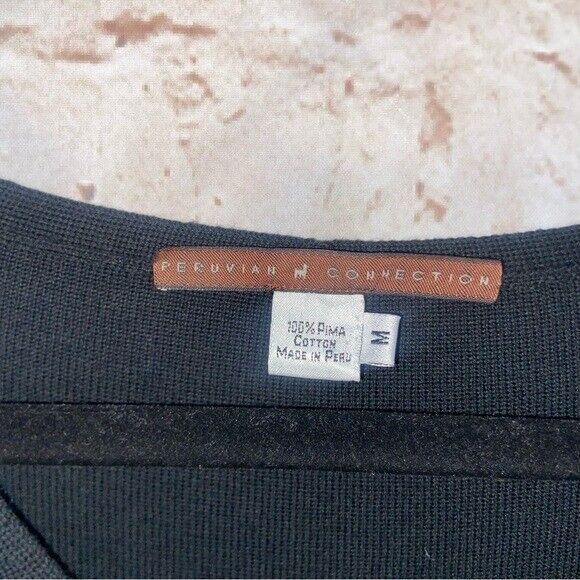 PERUVIAN CONNECTION
100% PIMA
COTTON
MADE IN PERU
M